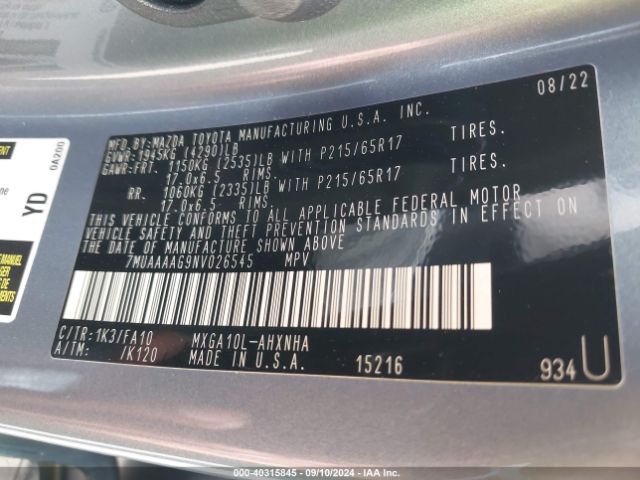 08/22
MFD.BY: MAZDA TOYOTA MANUFACTURING U.S.A. INC.
GVWR: 1945KG (4290)LB
GAWR:FRT. 1150KG (2535)LB WITH P215/65R17 TIRES.
17.0x6.5 RIMS
RR. 1060KG (2335)LB WITH P215/65R17 TIRES.
17.0x6.5 RIMS.
THIS VEHICLE CONFORMS TO ALL APPLICABLE FEDERAL MOTOR
VEHICLE SAFETY AND THEFT PREVENTION STANDARDS IN EFFECT ON
THE DATE OF MANUFACTURE SHOWN ABOVE.
7MUAAAAG9NV026545 MPV
C/TR: 1K3/FA10 MXGA10L-AHXNHA
A/TM: /K120 MADE IN U.S.A. 15216
934 U
0A200
YD
Stock: 40315845 / 09/10/2024 / IAA Inc.